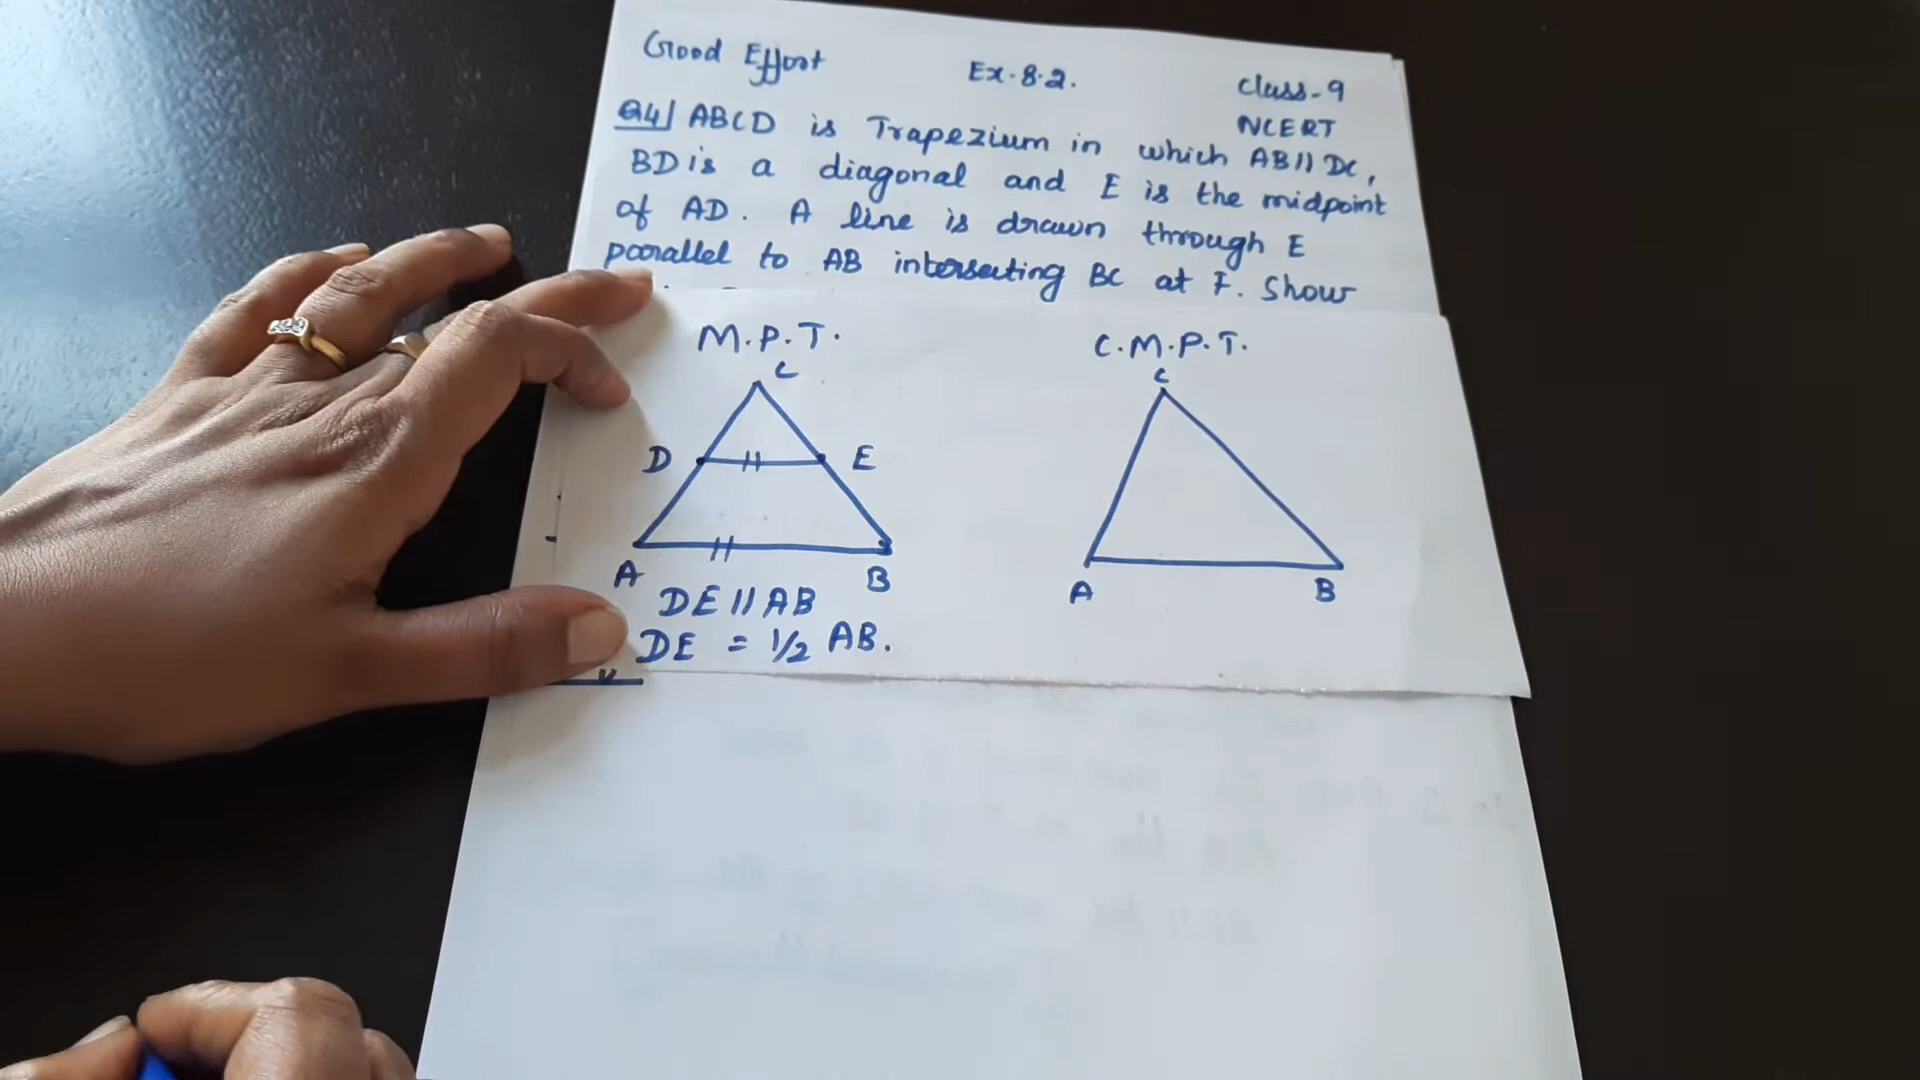 Good Effort Ex.8.2. Class-9
NCERT
Q4/ ABCD is Trapezium in which AB∥DC,
BD is a diagonal and E is the midpoint
of AD. A line is drawn through E
parallel to AB intersecting BC at F. Show
M.P.T. C.M.P.T.
C C
D E
A B A B
DE∥AB
DE = 1/2 AB.